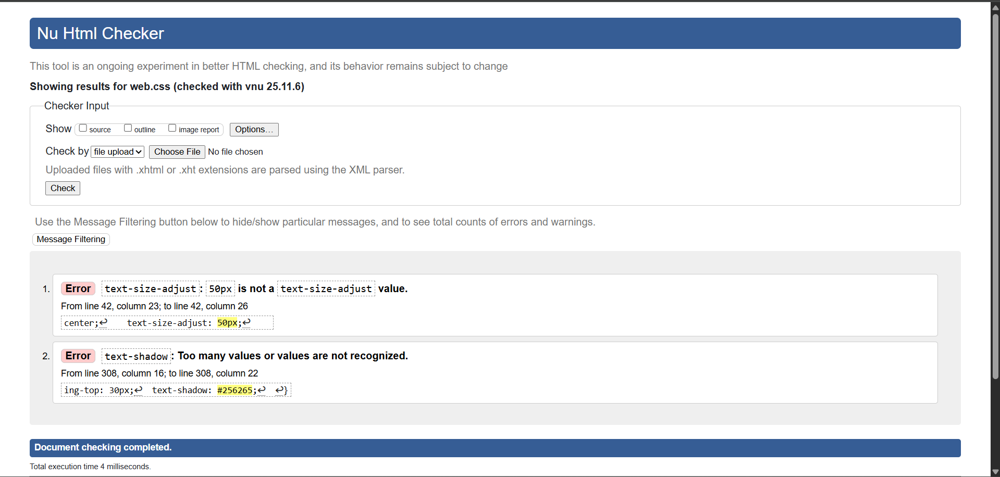 Nu Html Checker
This tool is an ongoing experiment in better HTML checking, and its behavior remains subject to change
Showing results for web.css (checked with vnu 25.11.6)
Checker Input
Show source outline image report Options...
Check by file upload Choose File No file chosen
Uploaded files with .xhtml or .xht extensions are parsed using the XML parser.
Check
Use the Message Filtering button below to hide/show particular messages, and to see total counts of errors and warnings.
Message Filtering
1. Error text-size-adjust: 50px is not a text-size-adjust value.
From line 42, column 23; to line 42, column 26
center;↩ text-size-adjust: 50px;↩
2. Error text-shadow: Too many values or values are not recognized.
From line 308, column 16; to line 308, column 22
ing-top: 30px;↩ text-shadow: #256265;↩ ↩}
Document checking completed.
Total execution time 4 milliseconds.